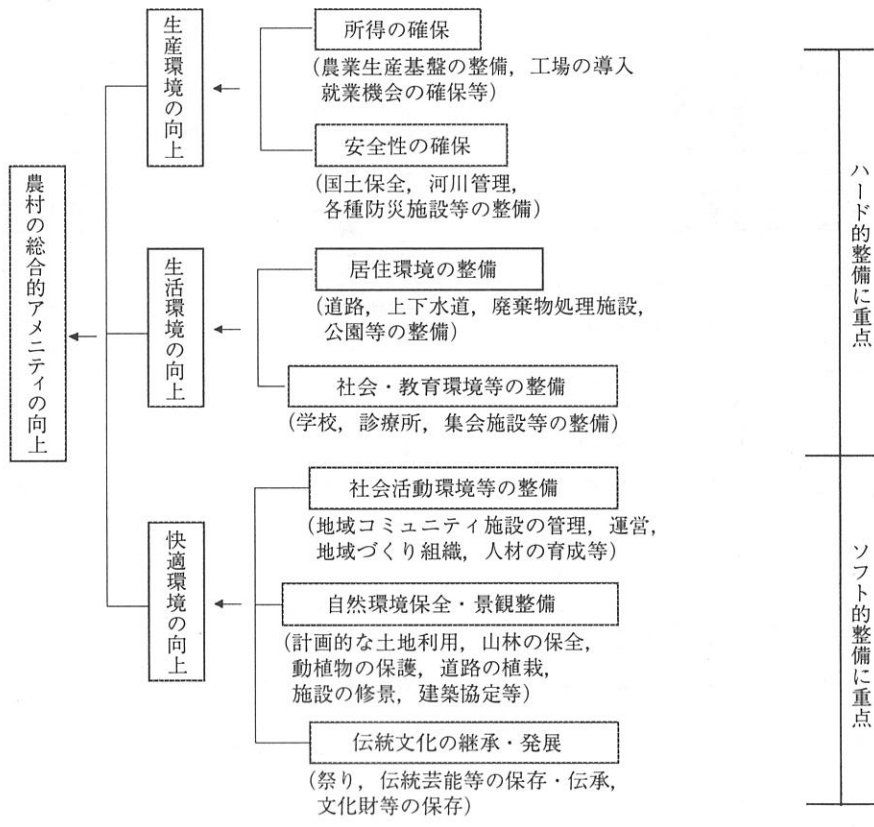 農村の総合的アメニティの向上
生産環境の向上
所得の確保
(農業生産基盤の整備，工場の導入
就業機会の確保等)
安全性の確保
(国土保全，河川管理，
各種防災施設等の整備)
生活環境の向上
居住環境の整備
(道路，上下水道，廃棄物処理施設，
公園等の整備)
社会・教育環境等の整備
(学校，診療所，集会施設等の整備)
快適環境の向上
社会活動環境等の整備
(地域コミュニティ施設の管理，運営，
地域づくり組織，人材の育成等)
自然環境保全・景観整備
(計画的な土地利用，山林の保全，
動植物の保護，道路の植栽，
施設の修景，建築協定等)
伝統文化の継承・発展
(祭り，伝統芸能等の保存・伝承，
文化財等の保存)
ハード的整備に重点
ソフト的整備に重点